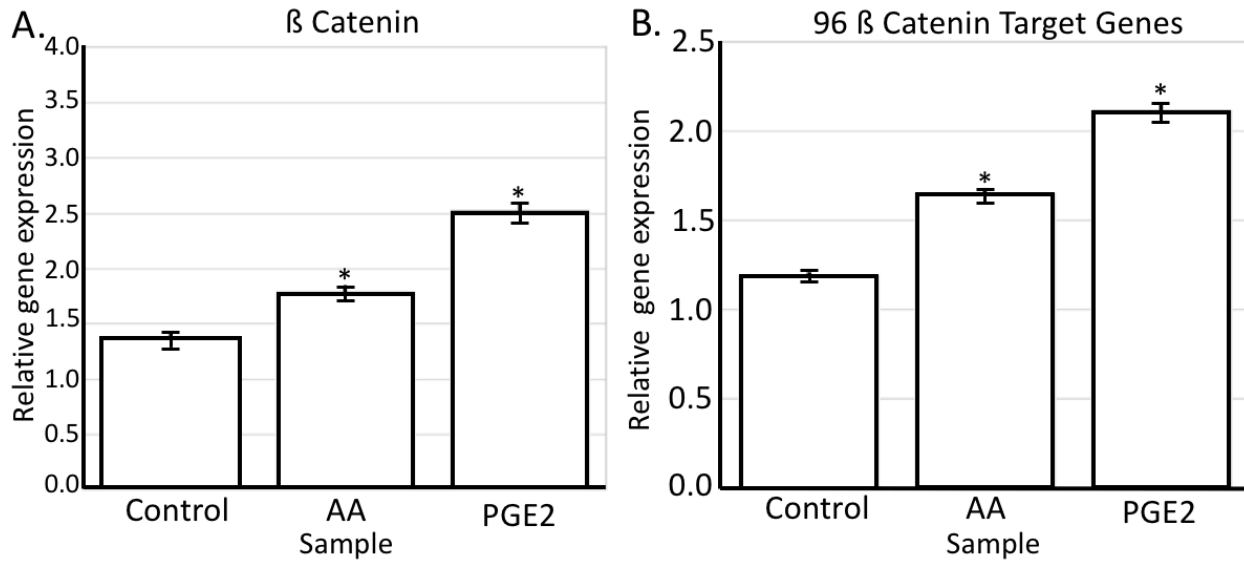 A.
ß Catenin
Relative gene expression
4.0
3.5
3.0
2.5
2.0
1.5
1.0
0.5
0.0
*
*
Control
AA
PGE2
Sample
B.
96 ß Catenin Target Genes
Relative gene expression
2.5
2.0
1.5
1.0
0.5
0.0
*
*
Control
AA
PGE2
Sample